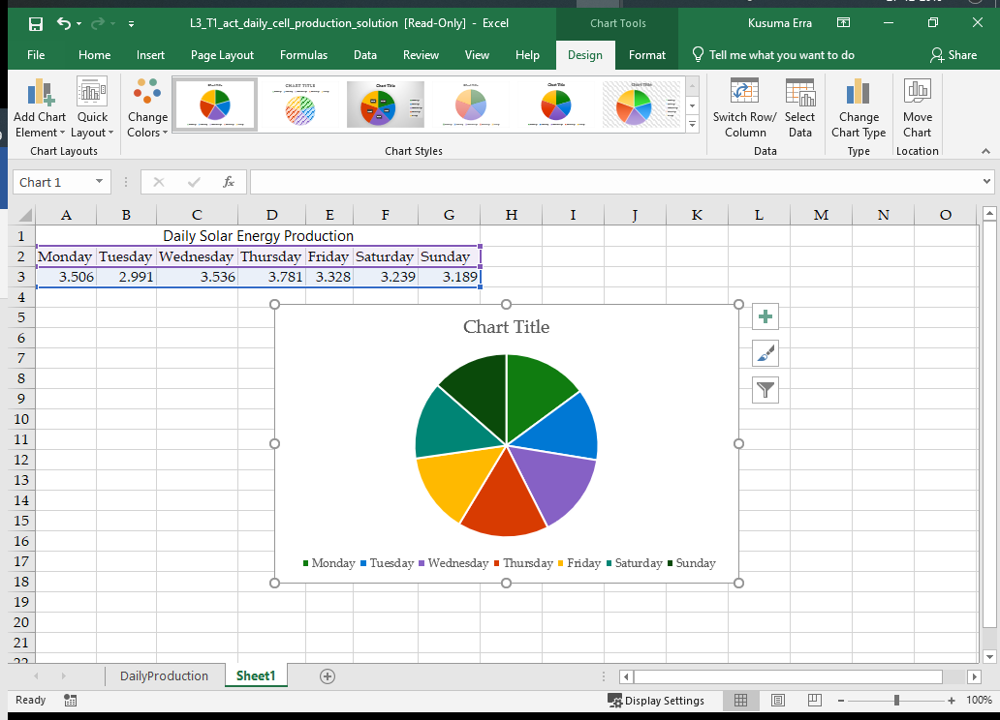 L3_T1_act_daily_cell_production_solution [Read-Only] - Excel
Chart Tools
Kusuma Erra
File Home Insert Page Layout Formulas Data Review View Help Design Format Tell me what you want to do Share
Add Chart Element
Quick Layout
Change Colors
Switch Row/ Column
Select Data
Change Chart Type
Move Chart
Chart Layouts
Chart Styles
Data
Type
Location
Chart 1
fx
A B C D E F G H I J K L M N O
1 Daily Solar Energy Production
2 Monday Tuesday Wednesday Thursday Friday Saturday Sunday
3 3.506 2.991 3.536 3.781 3.328 3.239 3.189
4
5
6
7
8
9
10
11
12
13
14
15
16
17
18
19
20
21
22
Chart Title
Monday Tuesday Wednesday Thursday Friday Saturday Sunday
DailyProduction Sheet1
Ready
Display Settings
100%